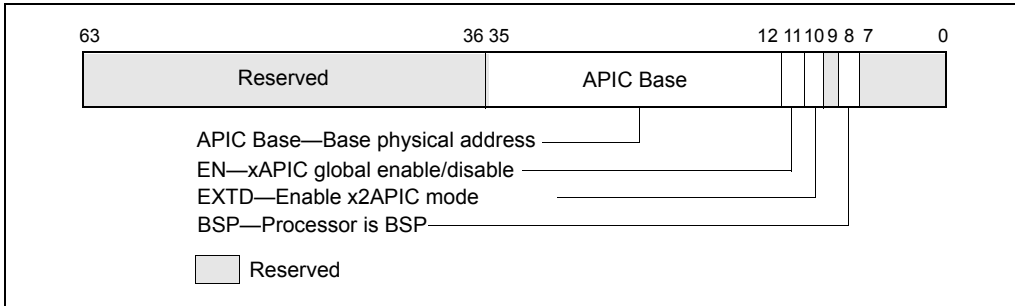 63 36 35 12 11 10 9 8 7 0
Reserved APIC Base
APIC Base—Base physical address
EN—xAPIC global enable/disable
EXTD—Enable x2APIC mode
BSP—Processor is BSP
Reserved